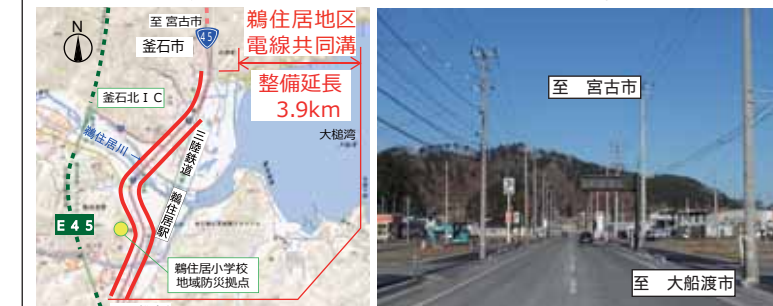 N
至 宮古市
釜石市
45
鵜住居地区
電線共同溝
整備延長
3.9km
釜石北ＩＣ
鵜住居川
三陸鉄道
大槌湾
鵜住居駅
E45
鵜住居小学校
地域防災拠点
至　宮古市
至　大船渡市